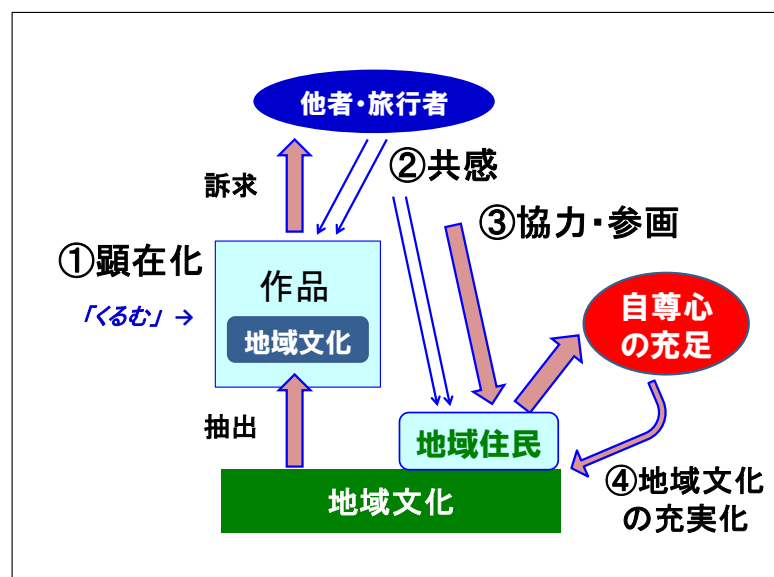 他者・旅行者
訴求
②共感
③協力・参画
①顕在化
「くるむ」→
作品
地域文化
自尊心
の充足
抽出
地域住民
地域文化
④地域文化
の充実化